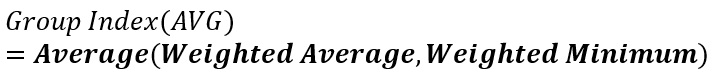 Group Index(AVG)
= Average(Weighted Average, Weighted Minimum)